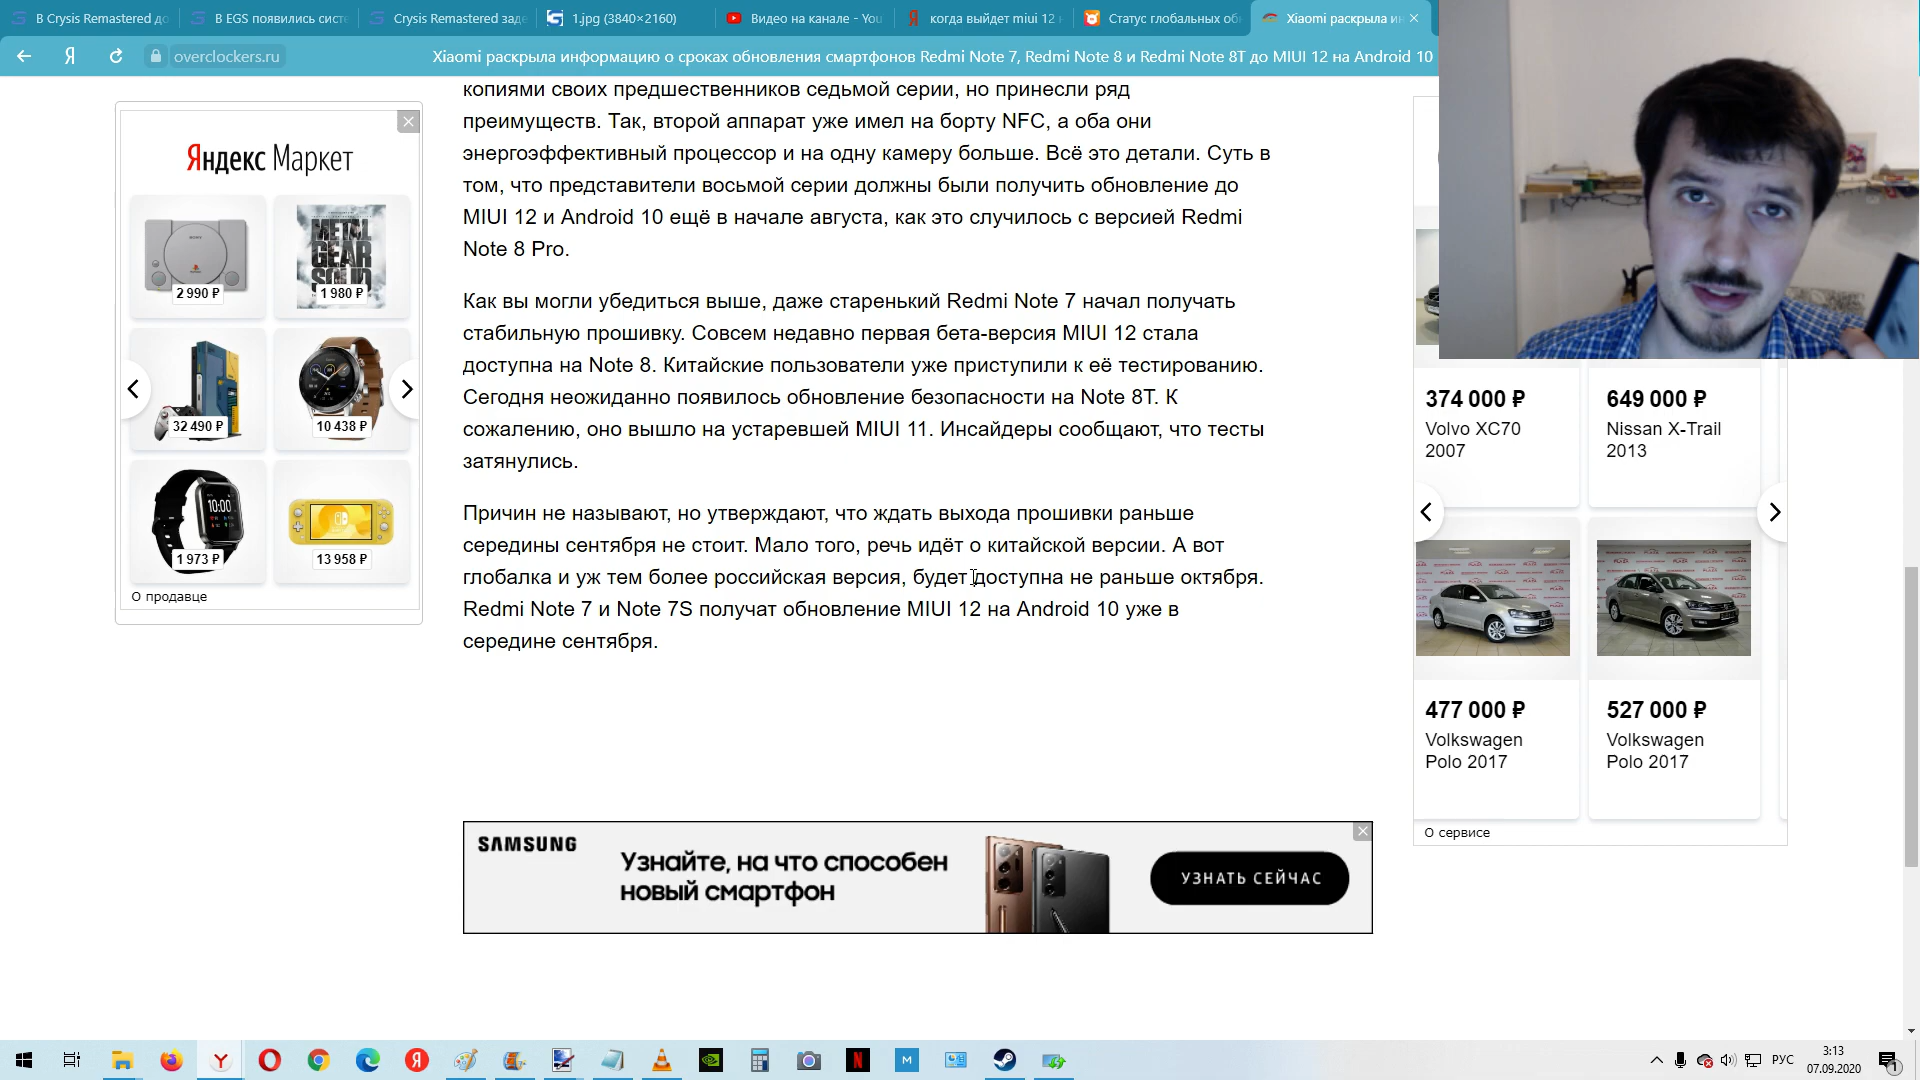 В Crysis Remastered до
В EGS появились систе
Crysis Remastered заде
1.jpg (3840×2160)
Видео на канале - You
когда выйдет miui 12 н
Статус глобальных об
Xiaomi раскрыла ин
overclockers.ru
Xiaomi раскрыла информацию о сроках обновления смартфонов Redmi Note 7, Redmi Note 8 и Redmi Note 8T до MIUI 12 на Android 10
копиями своих предшественников седьмой серии, но принесли ряд
преимуществ. Так, второй аппарат уже имел на борту NFC, а оба они
энергоэффективный процессор и на одну камеру больше. Всё это детали. Суть в
том, что представители восьмой серии должны были получить обновление до
MIUI 12 и Android 10 ещё в начале августа, как это случилось с версией Redmi
Note 8 Pro.
Как вы могли убедиться выше, даже старенький Redmi Note 7 начал получать
стабильную прошивку. Совсем недавно первая бета-версия MIUI 12 стала
доступна на Note 8. Китайские пользователи уже приступили к её тестированию.
Сегодня неожиданно появилось обновление безопасности на Note 8T. К
сожалению, оно вышло на устаревшей MIUI 11. Инсайдеры сообщают, что тесты
затянулись.
Причин не называют, но утверждают, что ждать выхода прошивки раньше
середины сентября не стоит. Мало того, речь идёт о китайской версии. А вот
глобалка и уж тем более российская версия, будет доступна не раньше октября.
Redmi Note 7 и Note 7S получат обновление MIUI 12 на Android 10 уже в
середине сентября.
Яндекс Маркет
METAL
GEAR
SOLID
2 990 ₽
1 980 ₽
32 490 ₽
10 438 ₽
10:00
1 973 ₽
13 958 ₽
О продавце
374 000 ₽
Volvo XC70
2007
649 000 ₽
Nissan X-Trail
2013
477 000 ₽
Volkswagen
Polo 2017
527 000 ₽
Volkswagen
Polo 2017
О сервисе
SAMSUNG
Узнайте, на что способен
новый смартфон
УЗНАТЬ СЕЙЧАС
РУС
3:13
07.09.2020
1